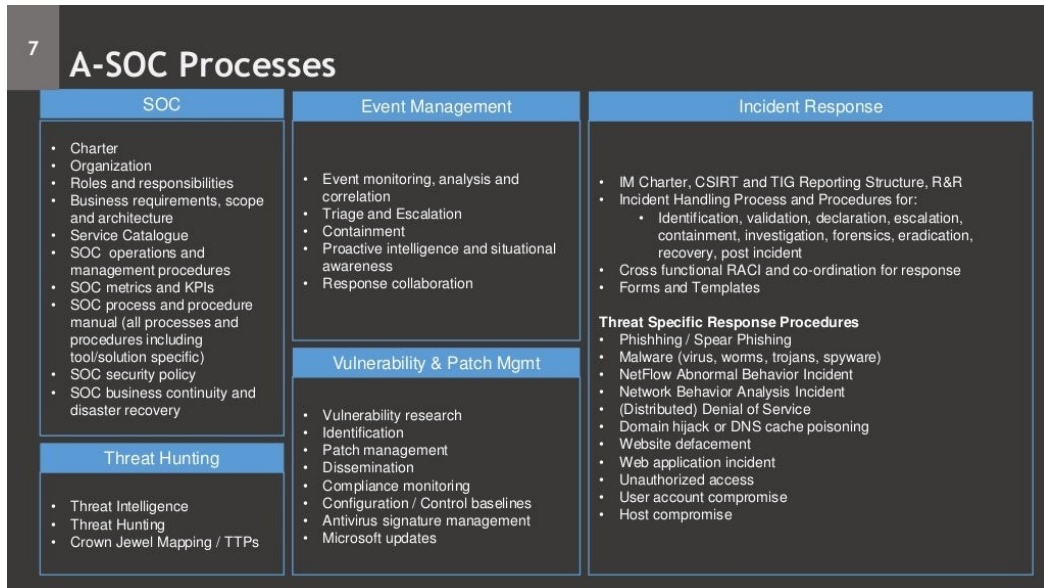 7
A-SOC Processes
SOC
• Charter
• Organization
• Roles and responsibilities
• Business requirements, scope
and architecture
• Service Catalogue
• SOC operations and
management procedures
• SOC metrics and KPIs
• SOC process and procedure
manual (all processes and
procedures including
tool/solution specific)
• SOC security policy
• SOC business continuity and
disaster recovery
Threat Hunting
• Threat Intelligence
• Threat Hunting
• Crown Jewel Mapping / TTPs
Event Management
• Event monitoring, analysis and
correlation
• Triage and Escalation
• Containment
• Proactive intelligence and situational
awareness
• Response collaboration
Vulnerability & Patch Mgmt
• Vulnerability research
• Identification
• Patch management
• Dissemination
• Compliance monitoring
• Configuration / Control baselines
• Antivirus signature management
• Microsoft updates
Incident Response
• IM Charter, CSIRT and TIG Reporting Structure, R&R
• Incident Handling Process and Procedures for:
• Identification, validation, declaration, escalation,
containment, investigation, forensics, eradication,
recovery, post incident
• Cross functional RACI and co-ordination for response
• Forms and Templates
Threat Specific Response Procedures
• Phishhing / Spear Phishing
• Malware (virus, worms, trojans, spyware)
• NetFlow Abnormal Behavior Incident
• Network Behavior Analysis Incident
• (Distributed) Denial of Service
• Domain hijack or DNS cache poisoning
• Website defacement
• Web application incident
• Unauthorized access
• User account compromise
• Host compromise